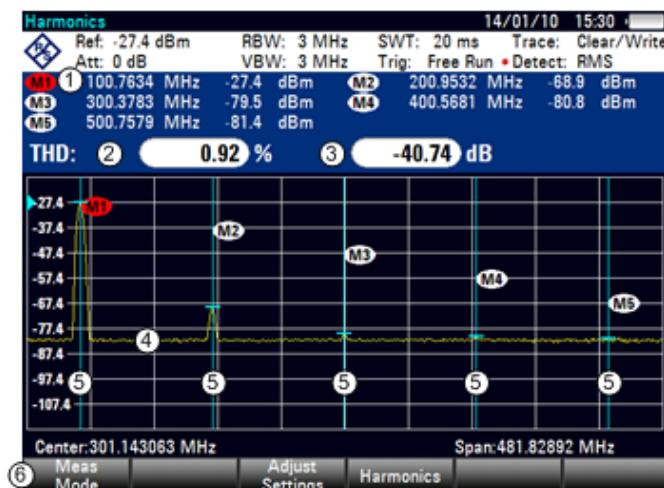 Harmonics 14/01/10 15:30
Ref: -27.4 dBm RBW: 3 MHz SWT: 20 ms Trace: Clear/Write
Att: 0 dB VBW: 3 MHz Trig: Free Run • Detect: RMS
M1 1 100.7634 MHz -27.4 dBm M2 200.9532 MHz -68.9 dBm
M3 300.3783 MHz -79.5 dBm M4 400.5681 MHz -80.8 dBm
M5 500.7579 MHz -81.4 dBm
THD: 2 0.92 % 3 -40.74 dB
-27.4 M1
-37.4 M2
-47.4 M3
-57.4 M4
-67.4 M5
-77.4
4
-87.4
-97.4 5 5 5 5 5
-107.4
Center:301.143063 MHz Span:481.82892 MHz
6 Meas Mode Adjust Settings Harmonics